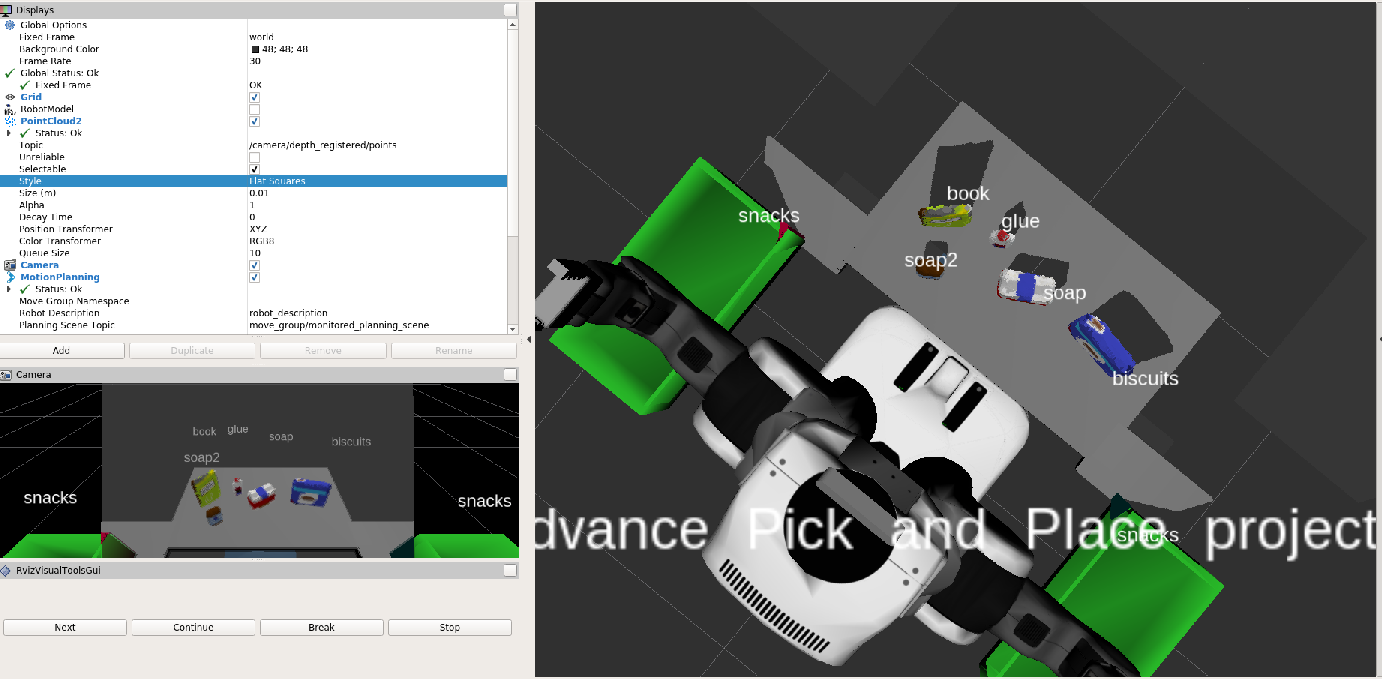 Displays
Global Options
Fixed Frame world
Background Color 48; 48; 48
Frame Rate 30
Global Status: Ok
Fixed Frame OK
Grid
RobotModel
PointCloud2
Status: Ok
Topic /camera/depth_registered/points
Unreliable
Selectable
Style Flat Squares
Size (m) 0.01
Alpha 1
Decay Time 0
Position Transformer XYZ
Color Transformer RGB8
Queue Size 10
Camera
MotionPlanning
Status: Ok
Move Group Namespace
Robot Description robot_description
Planning Scene Topic move_group/monitored_planning_scene
Add Duplicate Remove Rename
Camera
book glue soap biscuits
soap2
snacks snacks
RvizVisualToolsGui
Next Continue Break Stop
book
snacks glue
soap2
soap
biscuits
dvance Pick and Place project
snacks